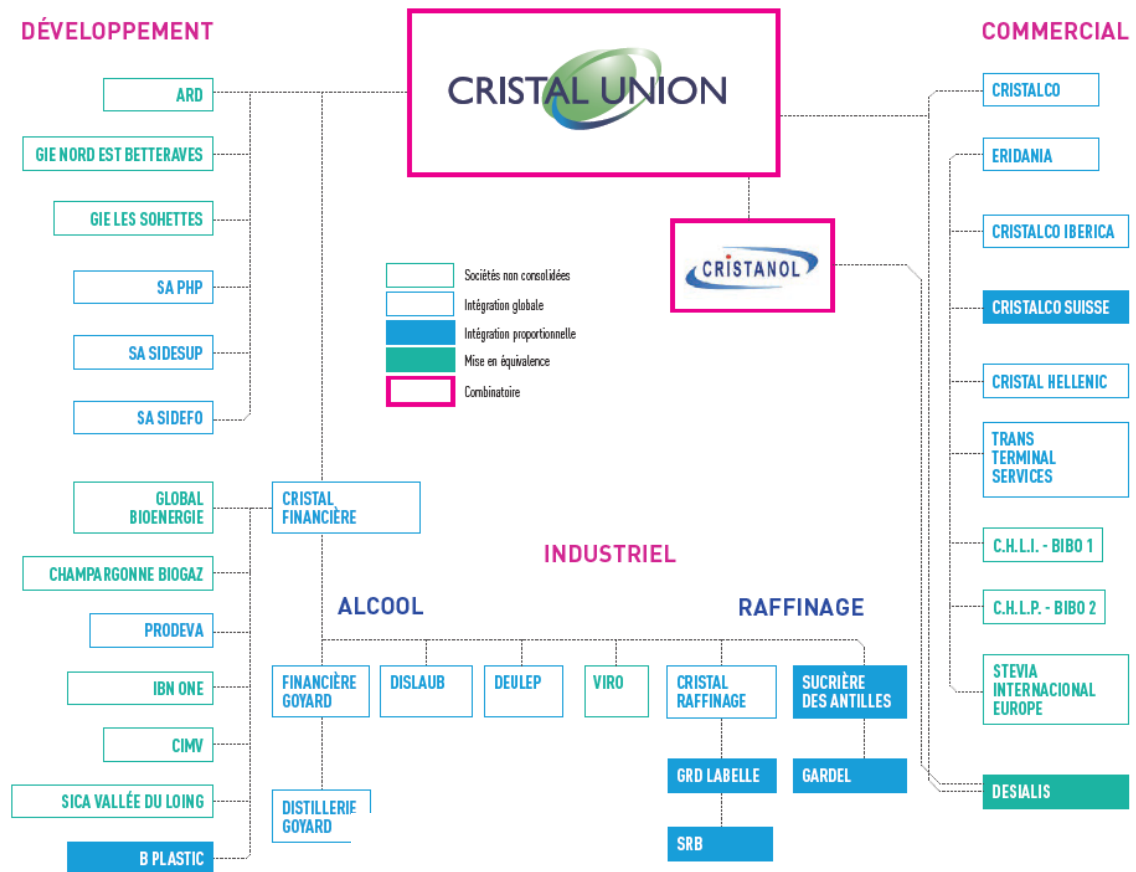 DÉVELOPPEMENT
ARD
GIE NORD EST BETTERAVES
GIE LES SOHETTES
SA PHP
SA SIDESUP
SA SIDEFO
GLOBAL
BIOENERGIE
CHAMPARGONNE BIOGAZ
PRODEVA
IBN ONE
CIMV
SICA VALLÉE DU LOING
B PLASTIC
CRISTAL UNION
CRISTANOL
Sociétés non consolidées
Intégration globale
Intégration proportionnelle
Mise en équivalence
Combinatoire
CRISTAL
FINANCIÈRE
INDUSTRIEL
ALCOOL
RAFFINAGE
FINANCIÈRE
GOYARD
DISLAUB
DEULEP
VIRO
CRISTAL
RAFFINAGE
SUCRIÈRE
DES ANTILLES
DISTILLERIE
GOYARD
GRD LABELLE
GARDEL
SRB
COMMERCIAL
CRISTALCO
ERIDANIA
CRISTALCO IBERICA
CRISTALCO SUISSE
CRISTAL HELLENIC
TRANS
TERMINAL
SERVICES
C.H.L.I. - BIBO 1
C.H.L.P. - BIBO 2
STEVIA
INTERNACIONAL
EUROPE
DESIALIS